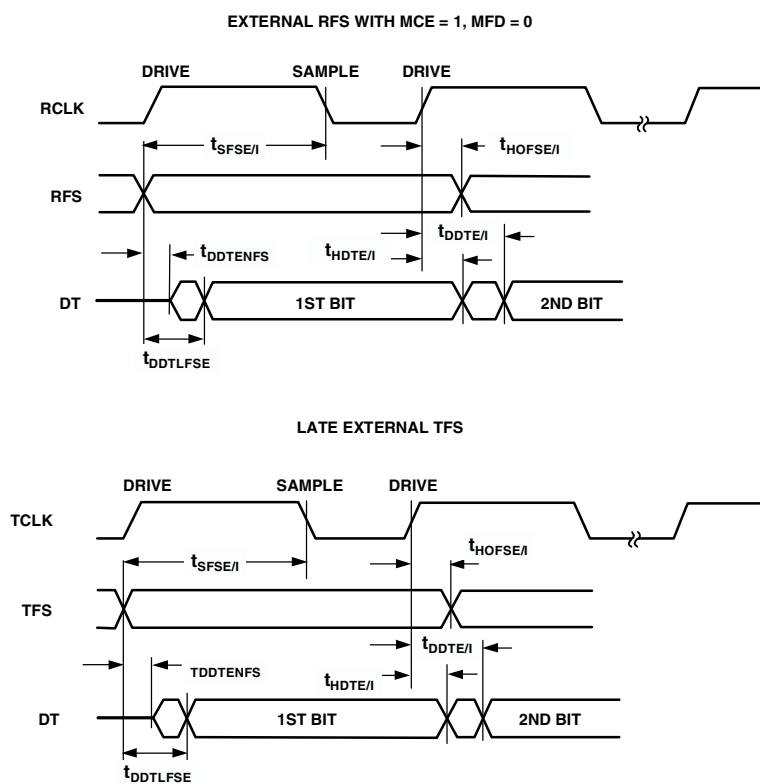 EXTERNAL RFS WITH MCE = 1, MFD = 0
DRIVE SAMPLE DRIVE
RCLK
tSFSE/I tHOFSE/I
RFS
tDDTE/I
tDDTENFS tHDTE/I
DT 1ST BIT 2ND BIT
tDDTLFSE
LATE EXTERNAL TFS
DRIVE SAMPLE DRIVE
TCLK
tHOFSE/I
tSFSE/I
TFS
tDDTE/I
TDDTENFS
tHDTE/I
DT 1ST BIT 2ND BIT
tDDTLFSE